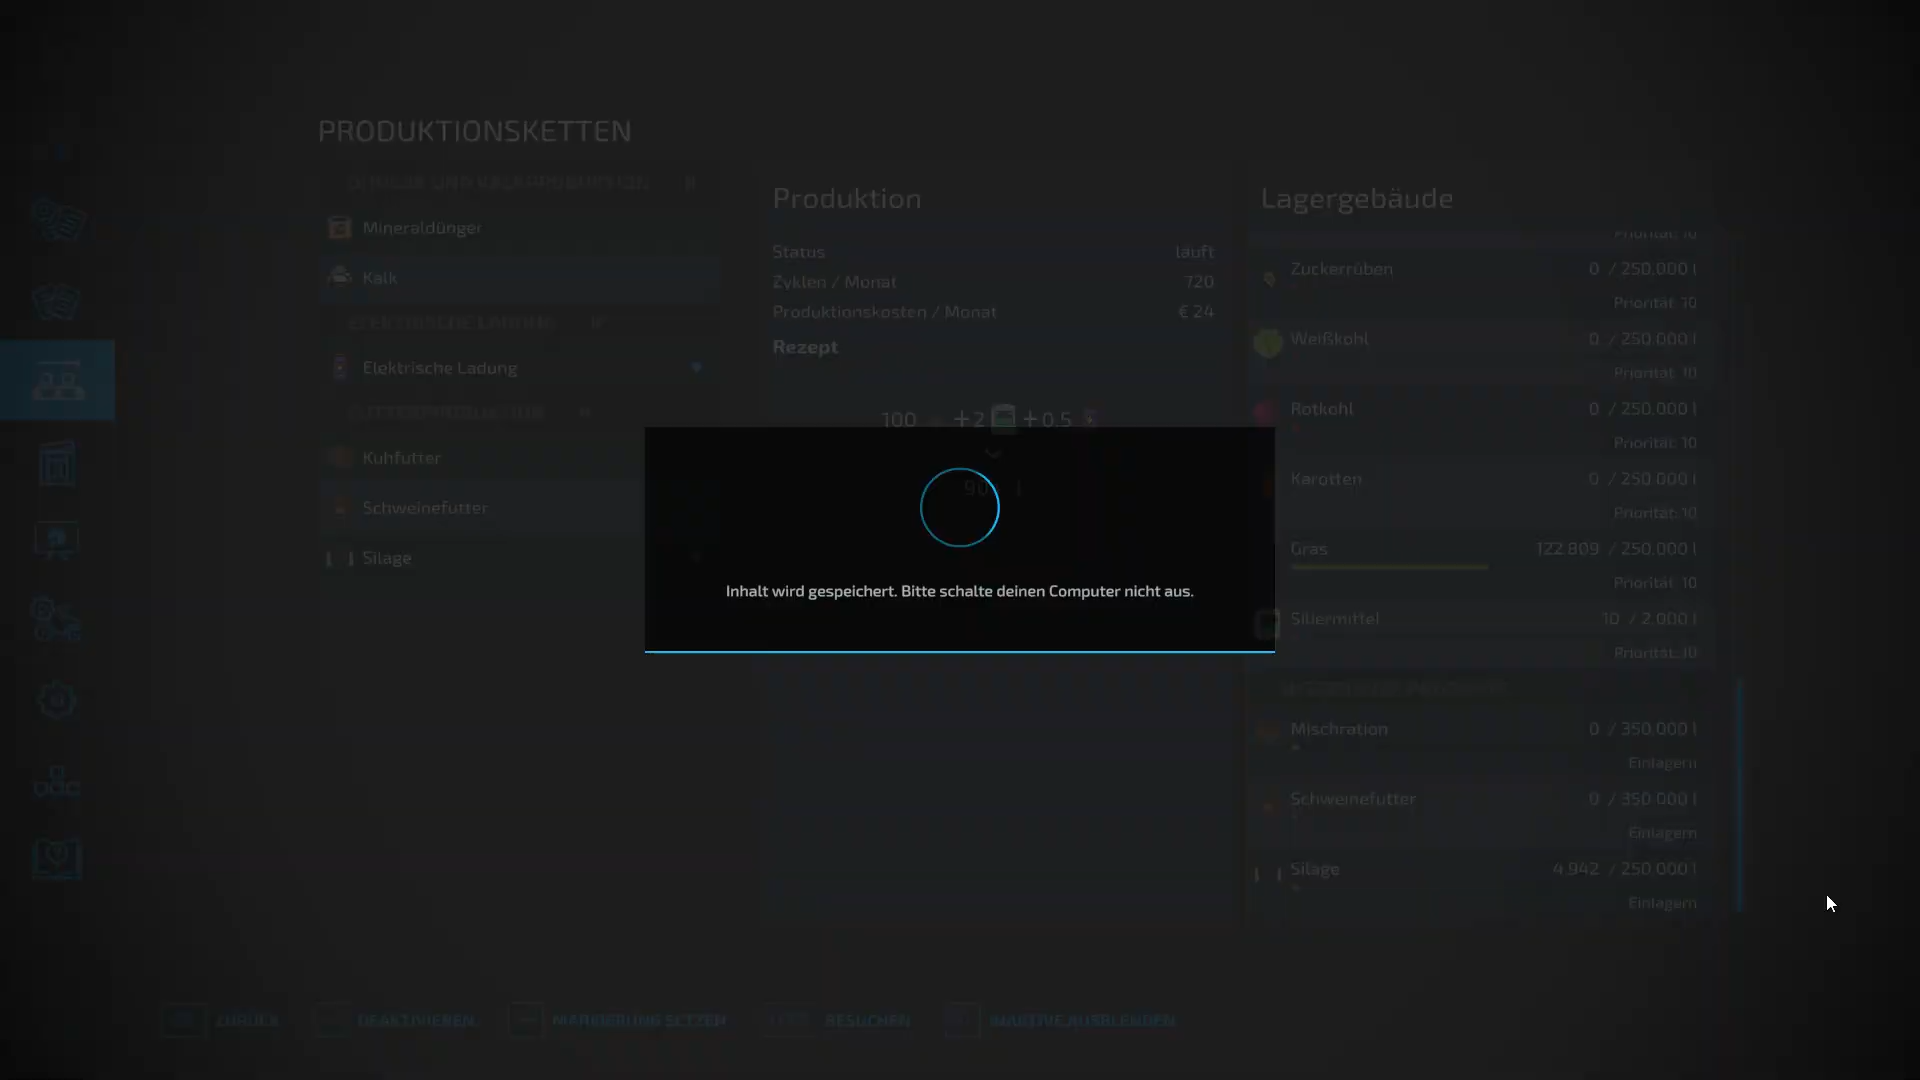 PRODUKTIONSKETTEN
Mineraldünger
Kalk
ELEKTRISCHE LADUNG
Elektrische Ladung
Kuhfutter
Schweinefutter
Silage
Produktion
Status läuft
Zyklen / Monat 720
Produktionskosten / Monat € 24
Rezept
100 + 2 + 0.5
Inhalt wird gespeichert. Bitte schalte deinen Computer nicht aus.
Lagergebäude
Priorität: 10
Zuckerrüben 0 / 250.000 l
Priorität: 10
Weißkohl 0 / 250.000 l
Priorität: 10
Rotkohl 0 / 250.000 l
Priorität: 10
Karotten 0 / 250.000 l
Priorität: 10
Gras 122.809 / 250.000 l
Priorität: 10
Siliermittel 10 / 2.000 l
Priorität: 10
Mischration 0 / 350.000 l
Einlagern
Schweinefutter 0 / 350.000 l
Einlagern
Silage 4.942 / 250.000 l
Einlagern
ZURÜCK DEAKTIVIEREN MARKIERUNG SETZEN BESUCHEN INAKTIVE AUSBLENDEN